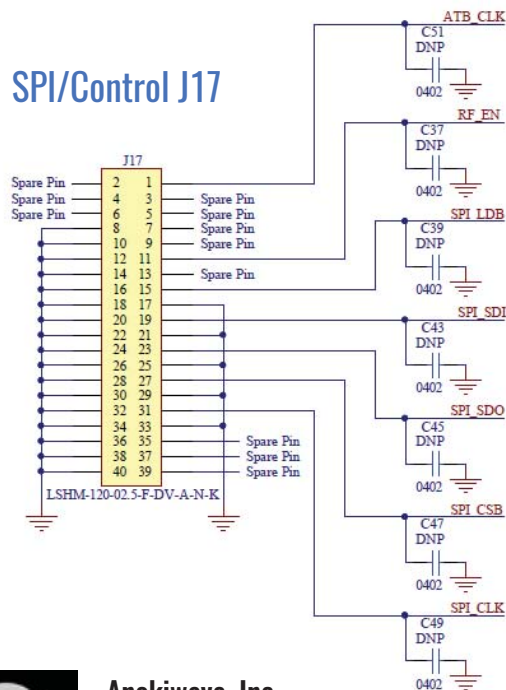 SPI/Control J17
J17
Spare Pin 2 1
Spare Pin 4 3 Spare Pin
Spare Pin 6 5 Spare Pin
8 7 Spare Pin
10 9 Spare Pin
12 11
14 13 Spare Pin
16 15
18 17
20 19
22 21
24 23
26 25
28 27
30 29
32 31
34 33
36 35 Spare Pin
38 37 Spare Pin
40 39 Spare Pin
LSHM-120-02.5-F-DV-A-N-K
ATB_CLK
C51
DNP
0402
RF_EN
C37
DNP
0402
SPI_LDB
C39
DNP
0402
SPI_SDI
C43
DNP
0402
SPI_SDO
C45
DNP
0402
SPI_CSB
C47
DNP
0402
SPI_CLK
C49
DNP
0402